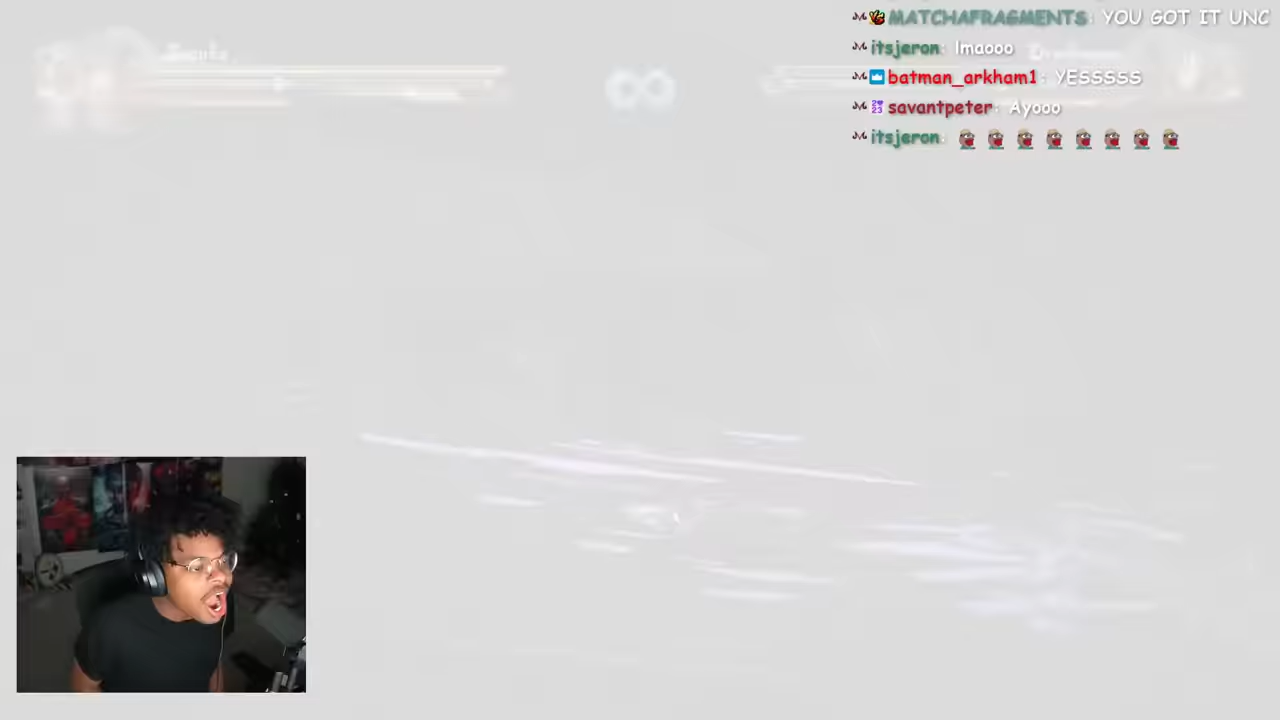 MATCHAFRAGMENTS: YOU GOT IT UNC
itsjeron: lmaooo
batman_arkham1: YESSSSS
savantpeter: Ayooo
itsjeron: